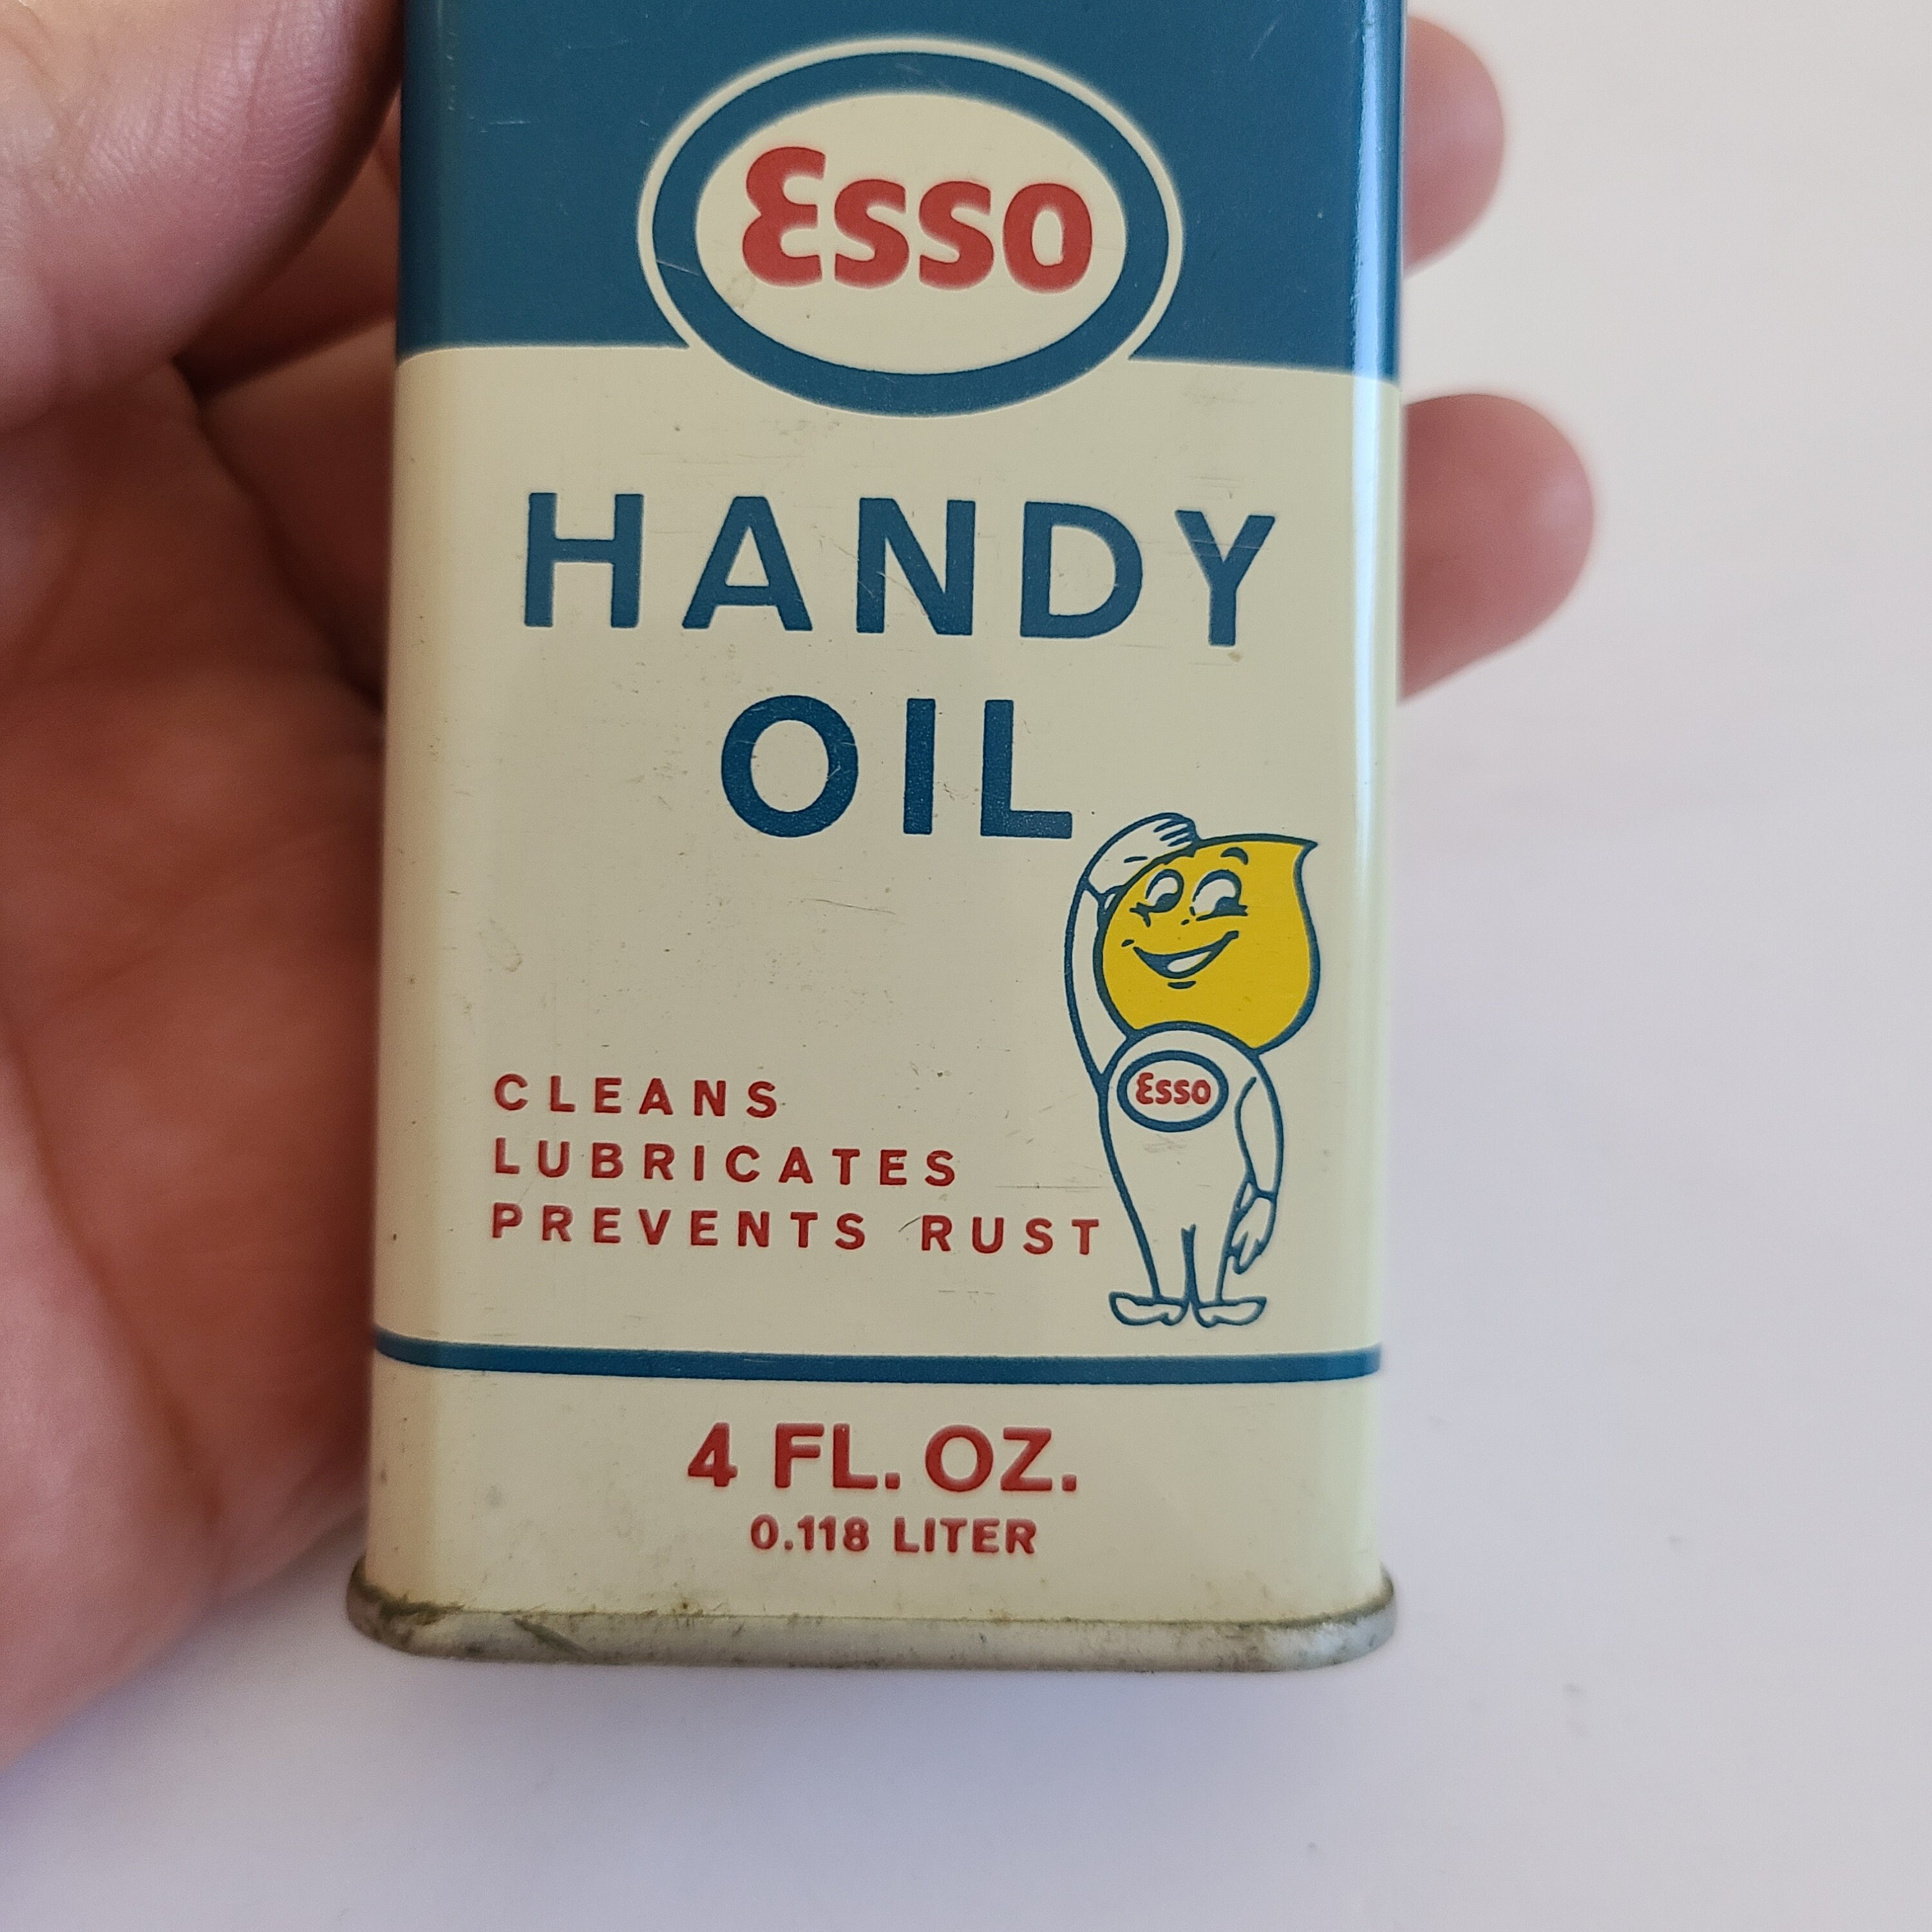 Esso
HANDY
OIL
Esso
CLEANS
LUBRICATES
PREVENTS RUST
4 FL. OZ.
0.118 LITER